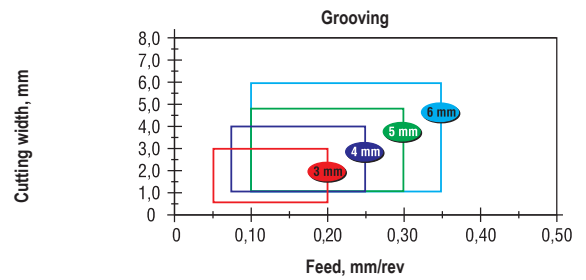 Grooving
Cutting width, mm
8,0
7,0
6,0
5,0
4,0
3,0
2,0
1,0
0
6 mm
5 mm
4 mm
3 mm
0 0,10 0,20 0,30 0,40 0,50
Feed, mm/rev